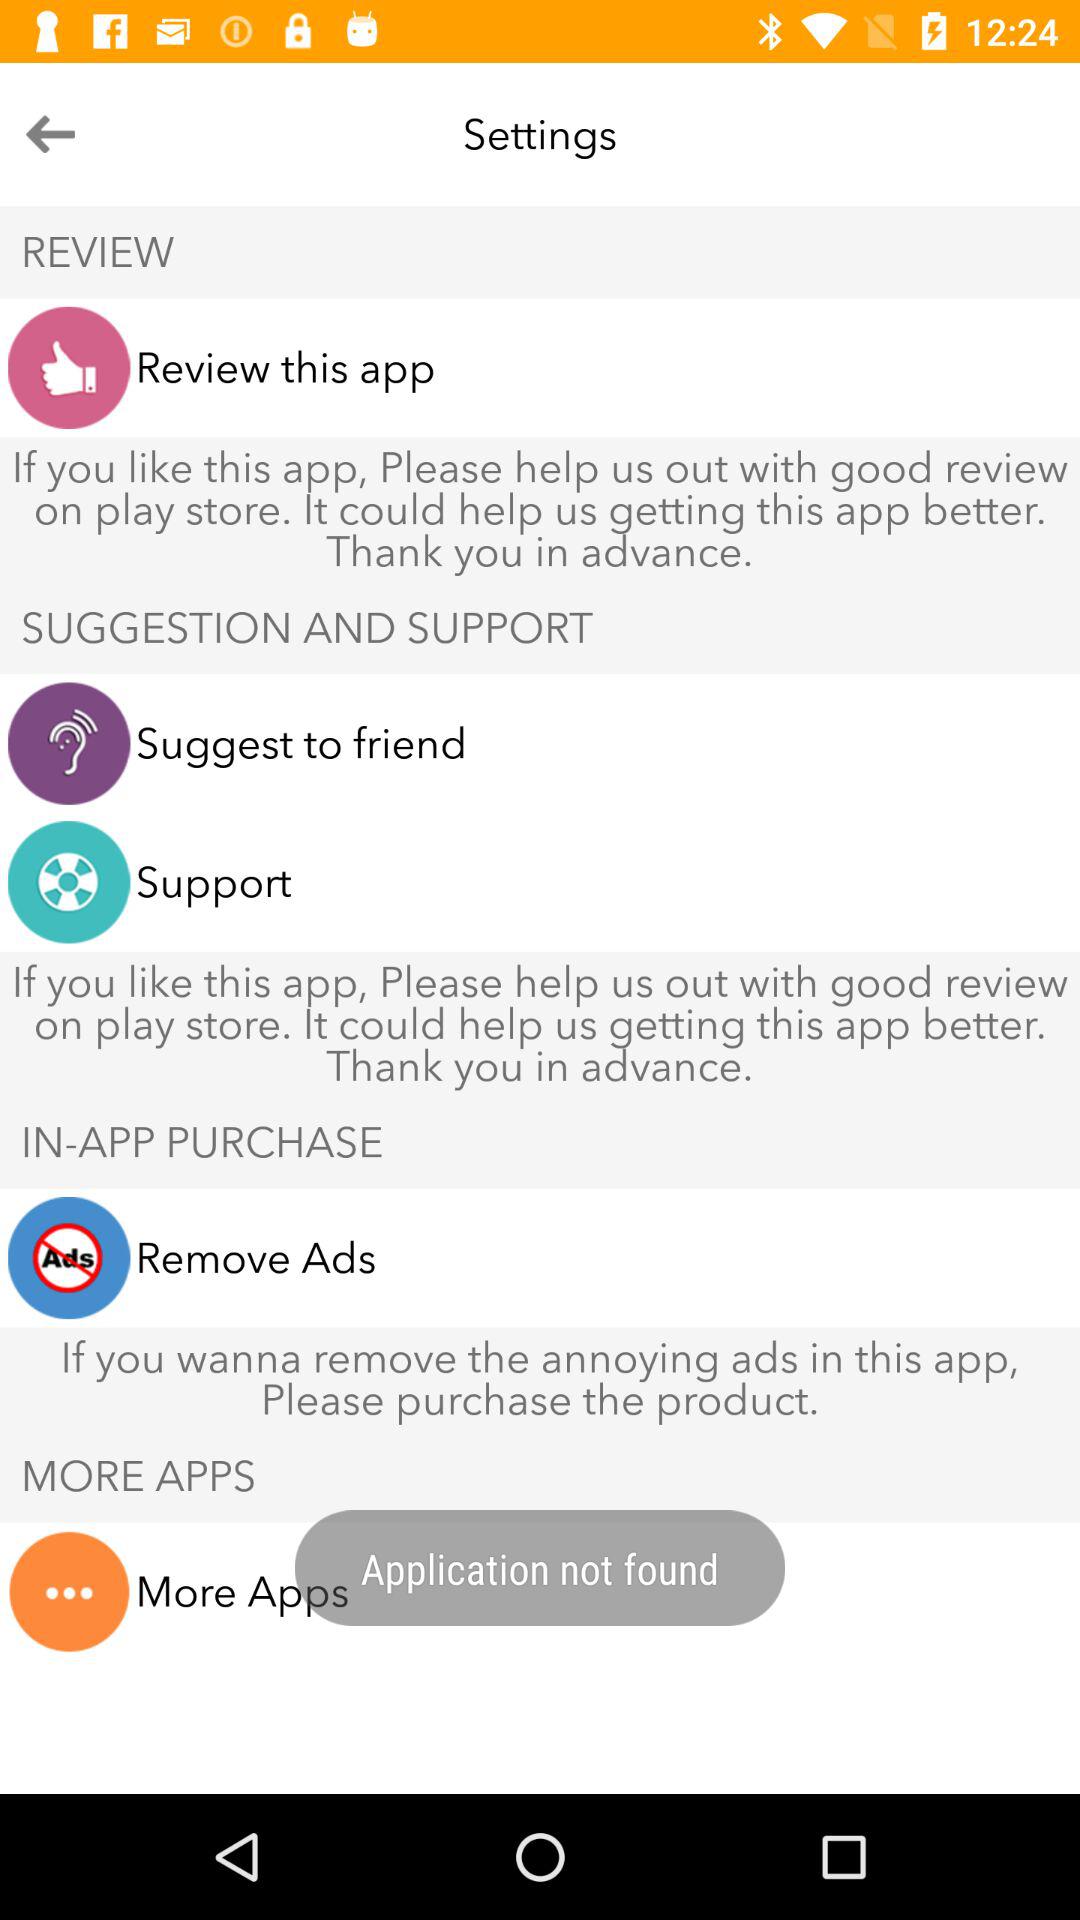 12:24
Settings
REVIEW
Review this app
If you like this app, Please help us out with good review
on play store. It could help us getting this app better.
Thank you in advance.
SUGGESTION AND SUPPORT
Suggest to friend
Support
If you like this app, Please help us out with good review
on play store. It could help us getting this app better.
Thank you in advance.
IN-APP PURCHASE
Ads
Remove Ads
If you wanna remove the annoying ads in this app,
Please purchase the product.
MORE APPS
More Apps
Application not found